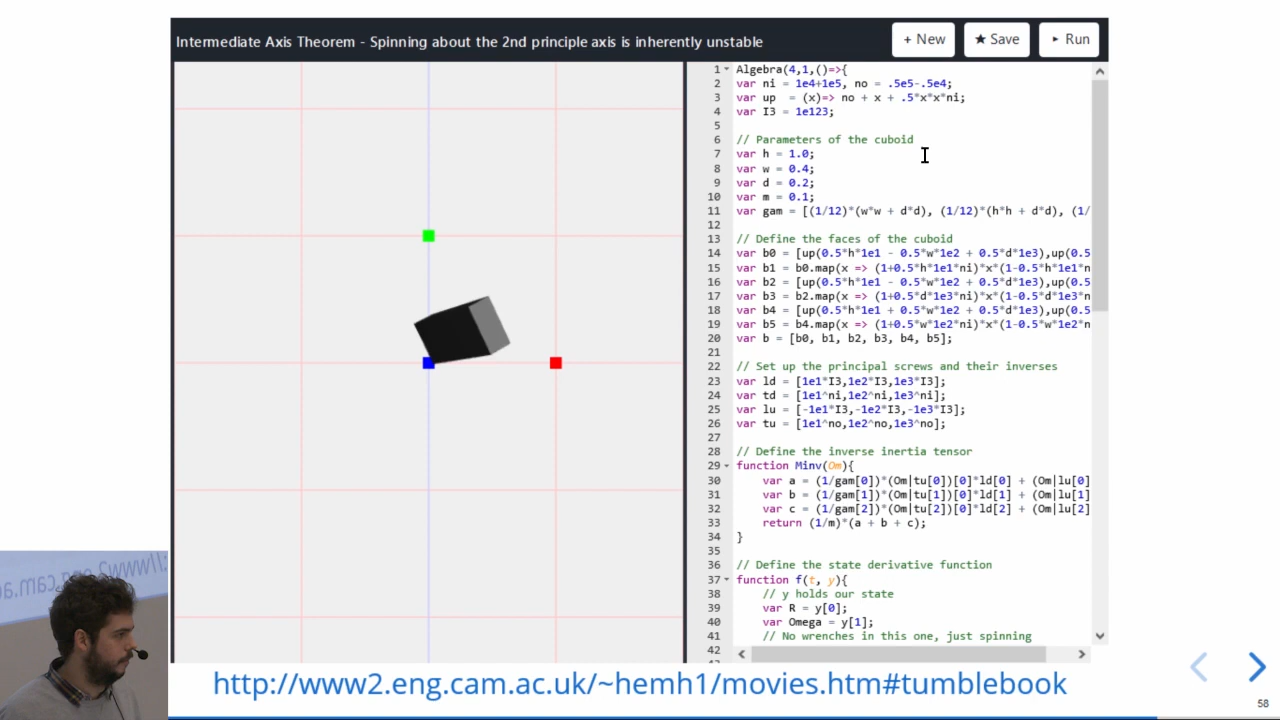 Intermediate Axis Theorem - Spinning about the 2nd principle axis is inherently unstable
+ New
★ Save
▸ Run
1 Algebra(4,1,()=>{
2 var ni = 1e4+1e5, no = .5e5-.5e4;
3 var up  = (x)=> no + x + .5*x*x*ni;
4 var I3 = 1e123;
5
6 // Parameters of the cuboid
7 var h = 1.0;
8 var w = 0.4;
9 var d = 0.2;
10 var m = 0.1;
11 var gam = [(1/12)*(w*w + d*d), (1/12)*(h*h + d*d), (1/
12
13 // Define the faces of the cuboid
14 var b0 = [up(0.5*h*1e1 - 0.5*w*1e2 + 0.5*d*1e3),up(0.5
15 var b1 = b0.map(x => (1+0.5*h*1e1*ni)*x*(1-0.5*h*1e1*n
16 var b2 = [up(0.5*h*1e1 - 0.5*w*1e2 + 0.5*d*1e3),up(0.5
17 var b3 = b2.map(x => (1+0.5*d*1e3*ni)*x*(1-0.5*d*1e3*n
18 var b4 = [up(0.5*h*1e1 + 0.5*w*1e2 + 0.5*d*1e3),up(0.5
19 var b5 = b4.map(x => (1+0.5*w*1e2*ni)*x*(1-0.5*w*1e2*n
20 var b = [b0, b1, b2, b3, b4, b5];
21
22 // Set up the principal screws and their inverses
23 var ld = [1e1*I3,1e2*I3,1e3*I3];
24 var td = [1e1^ni,1e2^ni,1e3^ni];
25 var lu = [-1e1*I3,-1e2*I3,-1e3*I3];
26 var tu = [1e1^no,1e2^no,1e3^no];
27
28 // Define the inverse inertia tensor
29 function Minv(Om){
30 var a = (1/gam[0])*(Om|tu[0])[0]*ld[0] + (Om|lu[0]
31 var b = (1/gam[1])*(Om|tu[1])[0]*ld[1] + (Om|lu[1]
32 var c = (1/gam[2])*(Om|tu[2])[0]*ld[2] + (Om|lu[2]
33 return (1/m)*(a + b + c);
34 }
35
36 // Define the state derivative function
37 function f(t, y){
38 // y holds our state
39 var R = y[0];
40 var Omega = y[1];
41 // No wrenches in this one, just spinning
42
http://www2.eng.cam.ac.uk/~hemh1/movies.htm#tumblebook
58